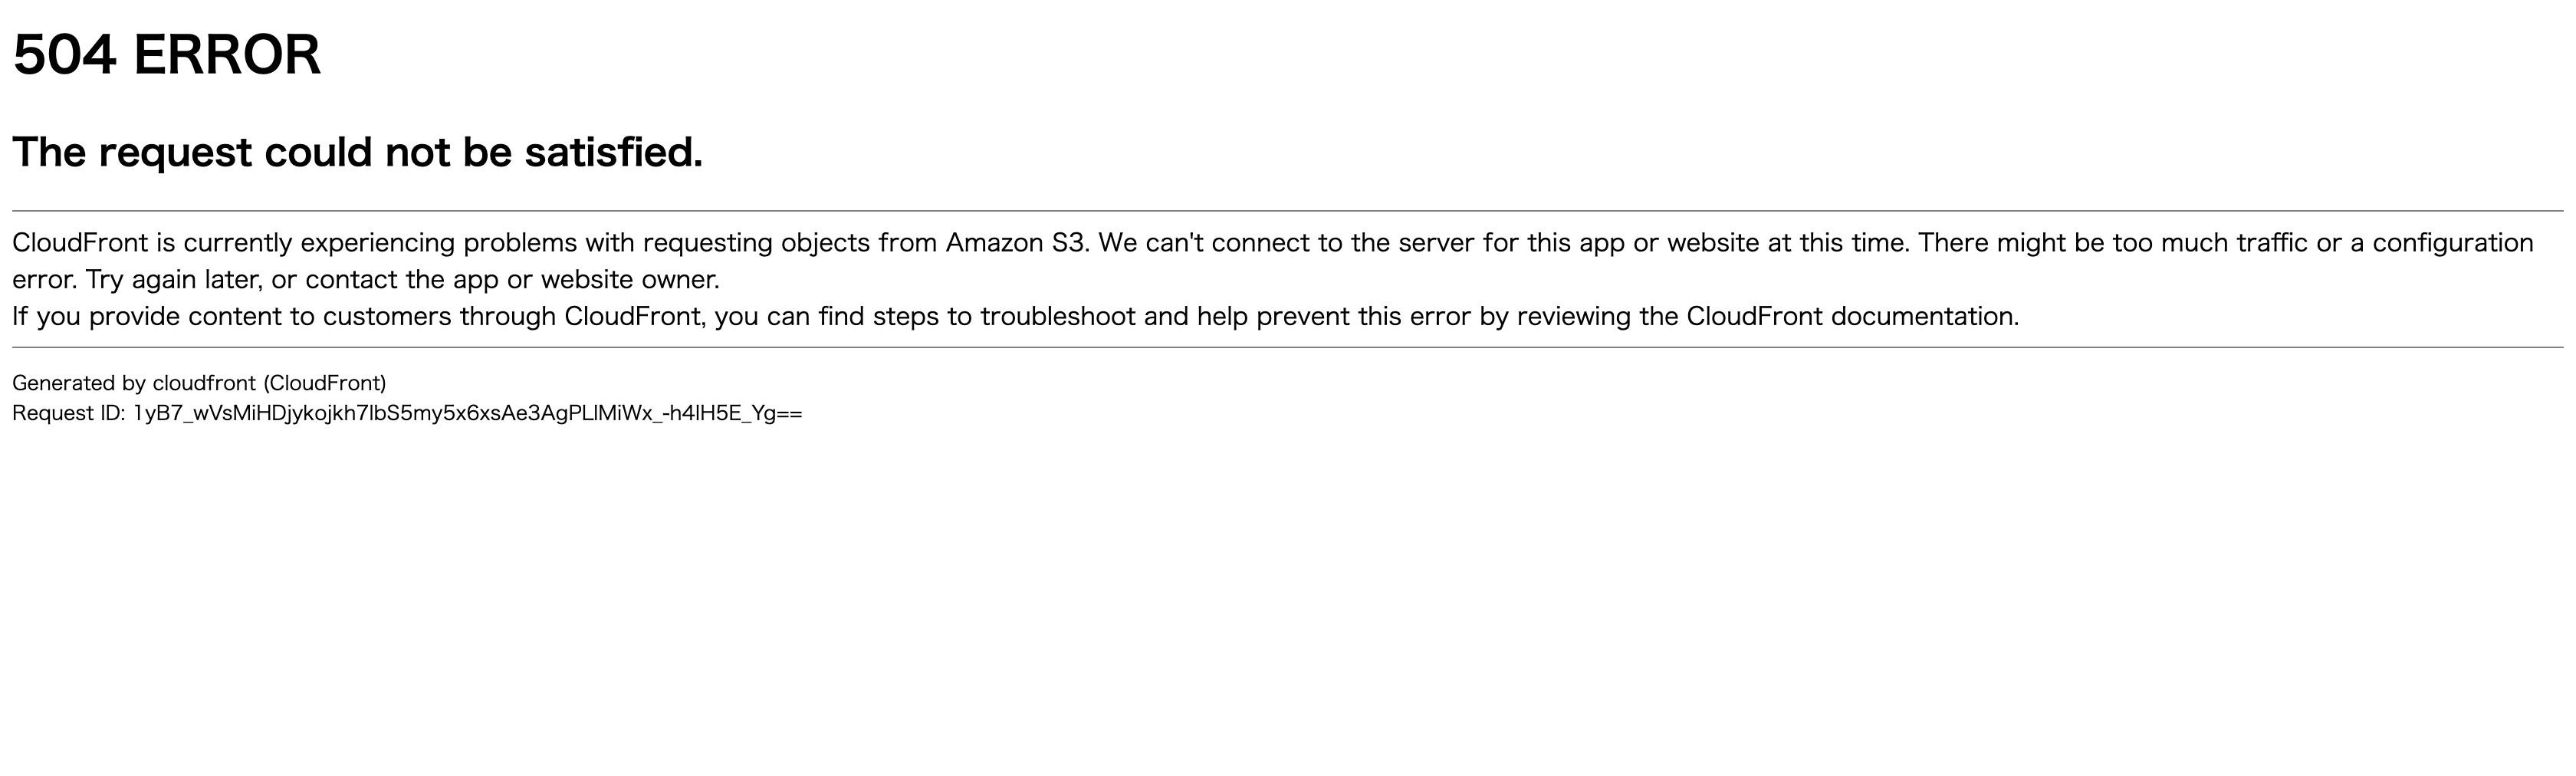 504 ERROR
The request could not be satisfied.
CloudFront is currently experiencing problems with requesting objects from Amazon S3. We can't connect to the server for this app or website at this time. There might be too much traffic or a configuration
error. Try again later, or contact the app or website owner.
If you provide content to customers through CloudFront, you can find steps to troubleshoot and help prevent this error by reviewing the CloudFront documentation.
Generated by cloudfront (CloudFront)
Request ID: 1yB7_wVsMiHDjykojkh7lbS5my5x6xsAe3AgPLlMiWx_-h4lH5E_Yg==